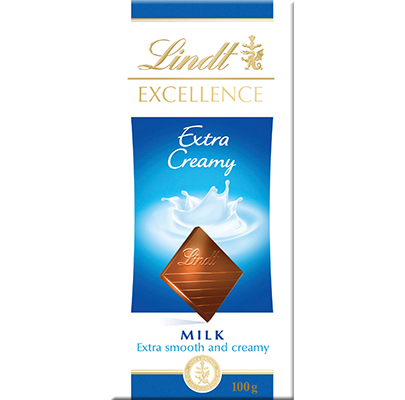 Lindt
EXCELLENCE
Extra
Creamy
Lindt
MILK
Extra smooth and creamy
100g